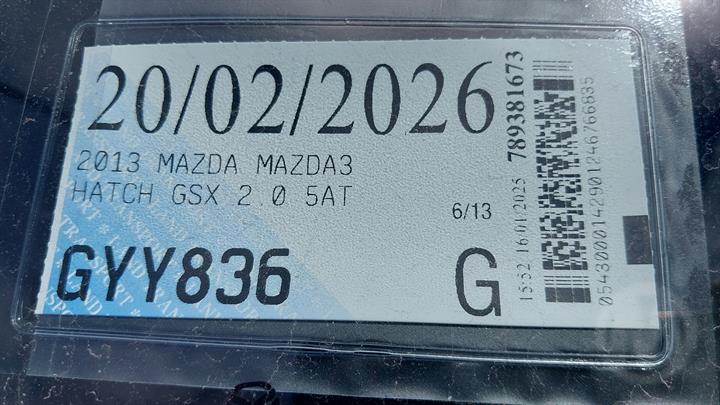 20/02/2026
2013 MAZDA MAZDA3
HATCH GSX 2.0 5AT
6/13
GYY836
G
789381673
15:52 16/01/2025
05430000142901246766835